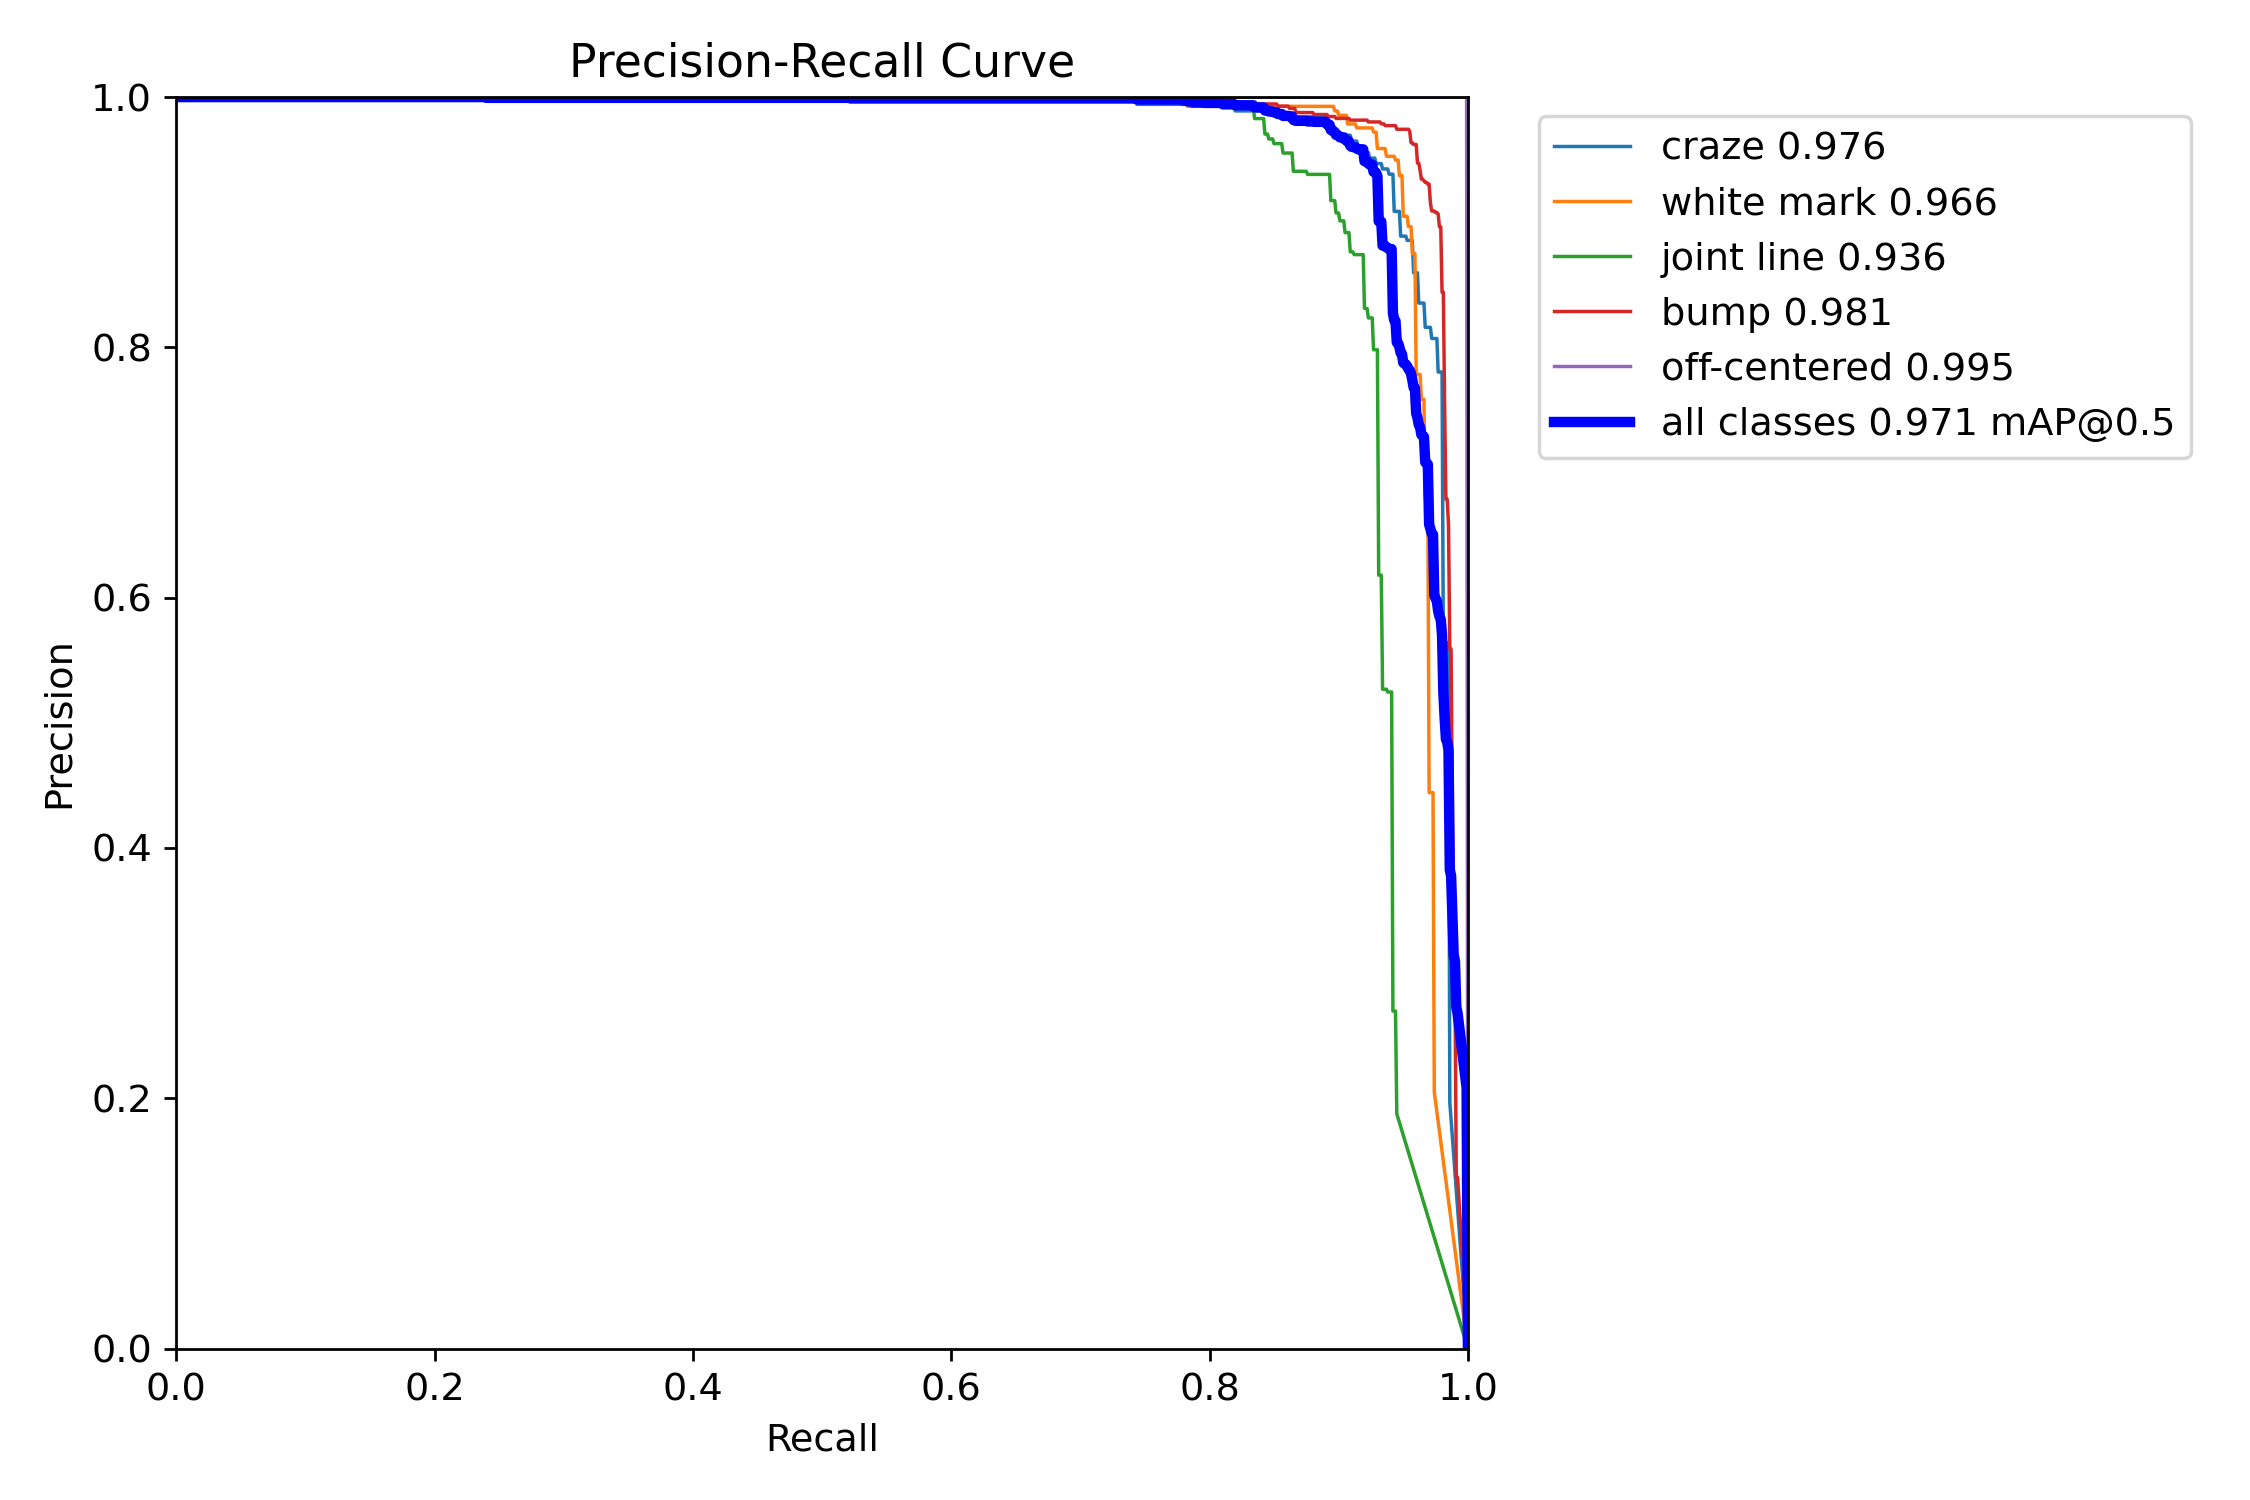 Precision-Recall Curve
1.0
0.8
0.6
0.4
0.2
0.0
Precision
0.0 0.2 0.4 0.6 0.8 1.0
Recall
craze 0.976
white mark 0.966
joint line 0.936
bump 0.981
off-centered 0.995
all classes 0.971 mAP@0.5